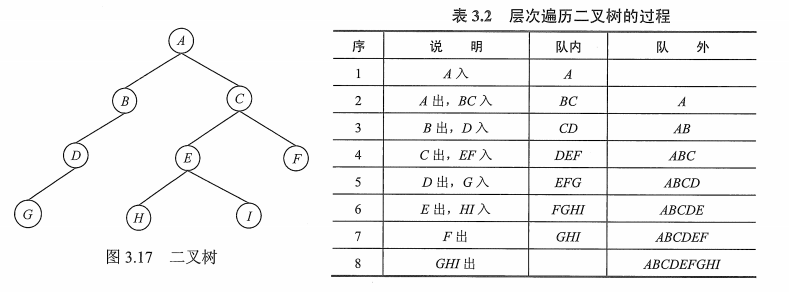 A
B
C
D
E
F
G
H
I
图 3.17 二叉树
表 3.2 层次遍历二叉树的过程
序 说 明 队内 队 外
1 A 入 A
2 A 出，BC 入 BC A
3 B 出，D 入 CD AB
4 C 出，EF 入 DEF ABC
5 D 出，G 入 EFG ABCD
6 E 出，HI 入 FGHI ABCDE
7 F 出 GHI ABCDEF
8 GHI 出 ABCDEFGHI